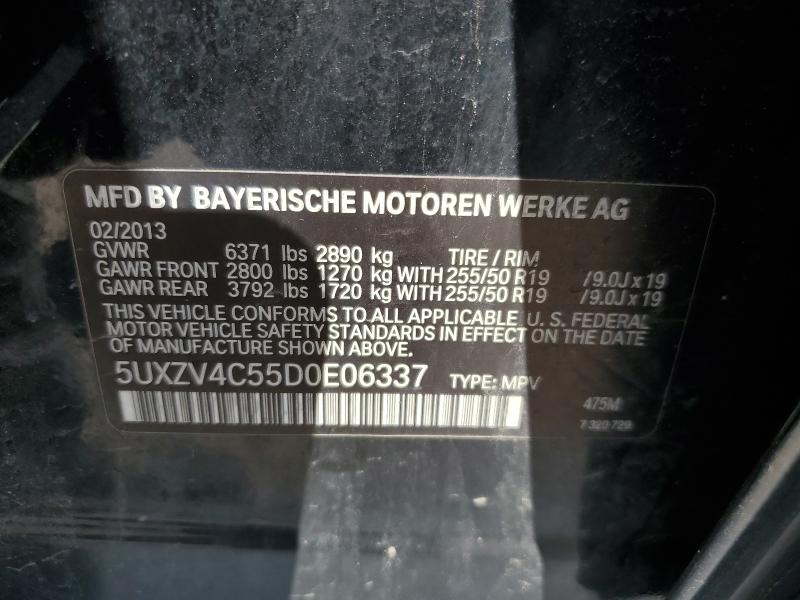 MFD BY BAYERISCHE MOTOREN WERKE AG
02/2013
GVWR 6371 lbs 2890 kg TIRE / RIM
GAWR FRONT 2800 lbs 1270 kg WITH 255/50 R19 /9.0J x 19
GAWR REAR 3792 lbs 1720 kg WITH 255/50 R19 /9.0J x 19
THIS VEHICLE CONFORMS TO ALL APPLICABLE U. S. FEDERAL
MOTOR VEHICLE SAFETY STANDARDS IN EFFECT ON THE DATE
OF MANUFACTURE SHOWN ABOVE.
5UXZV4C55D0E06337 TYPE: MPV
475M
7 320 729